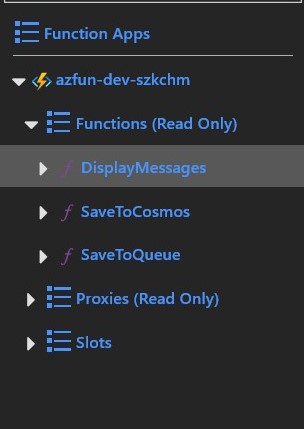 Function Apps
azfun-dev-szkchm
Functions (Read Only)
DisplayMessages
SaveToCosmos
SaveToQueue
Proxies (Read Only)
Slots